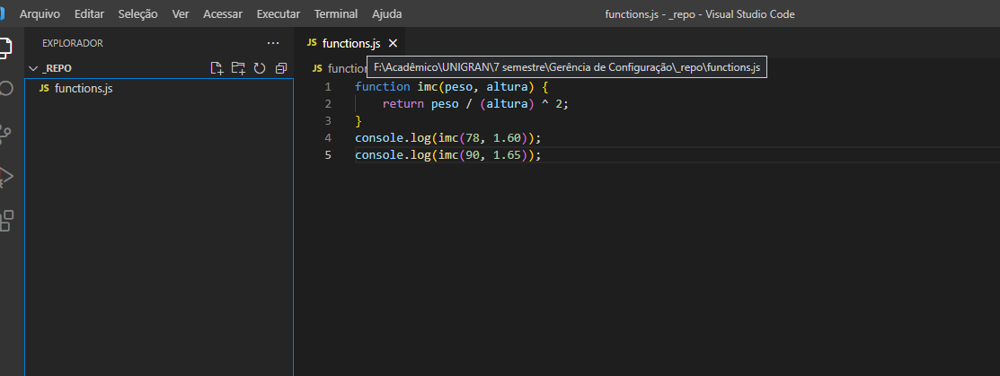 Arquivo Editar Seleção Ver Acessar Executar Terminal Ajuda functions.js - _repo - Visual Studio Code
EXPLORADOR ···
_REPO
JS functions.js
JS functions.js ×
JS function
F:\Acadêmico\UNIGRAN\7 semestre\Gerência de Configuração\_repo\functions.js
1 function imc(peso, altura) {
2 return peso / (altura) ^ 2;
3 }
4 console.log(imc(78, 1.60));
5 console.log(imc(90, 1.65));